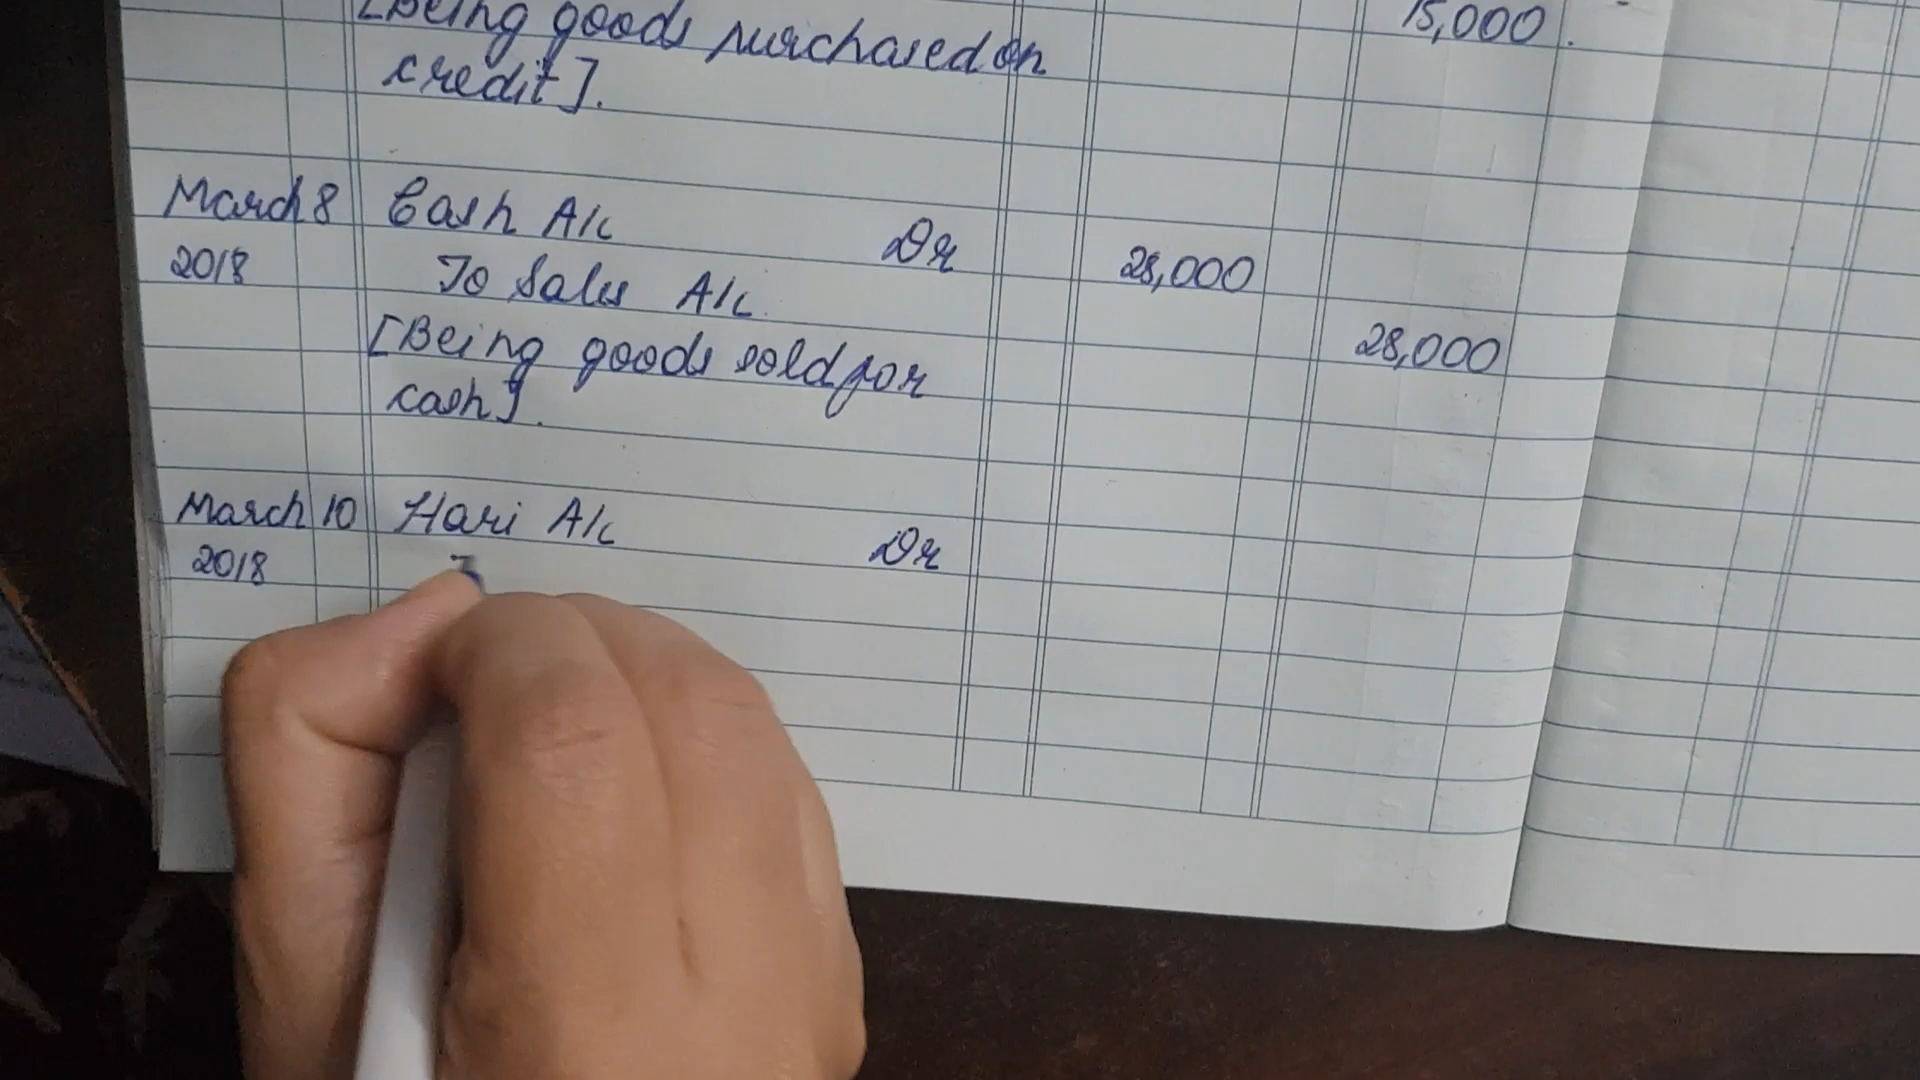 [Being goods purchased on 15,000
credit].
March 8 Cash A/c Dr 28,000
2018 To Sales A/c 28,000
[Being goods sold for
cash].
March 10 Hari A/c Dr
2018 T